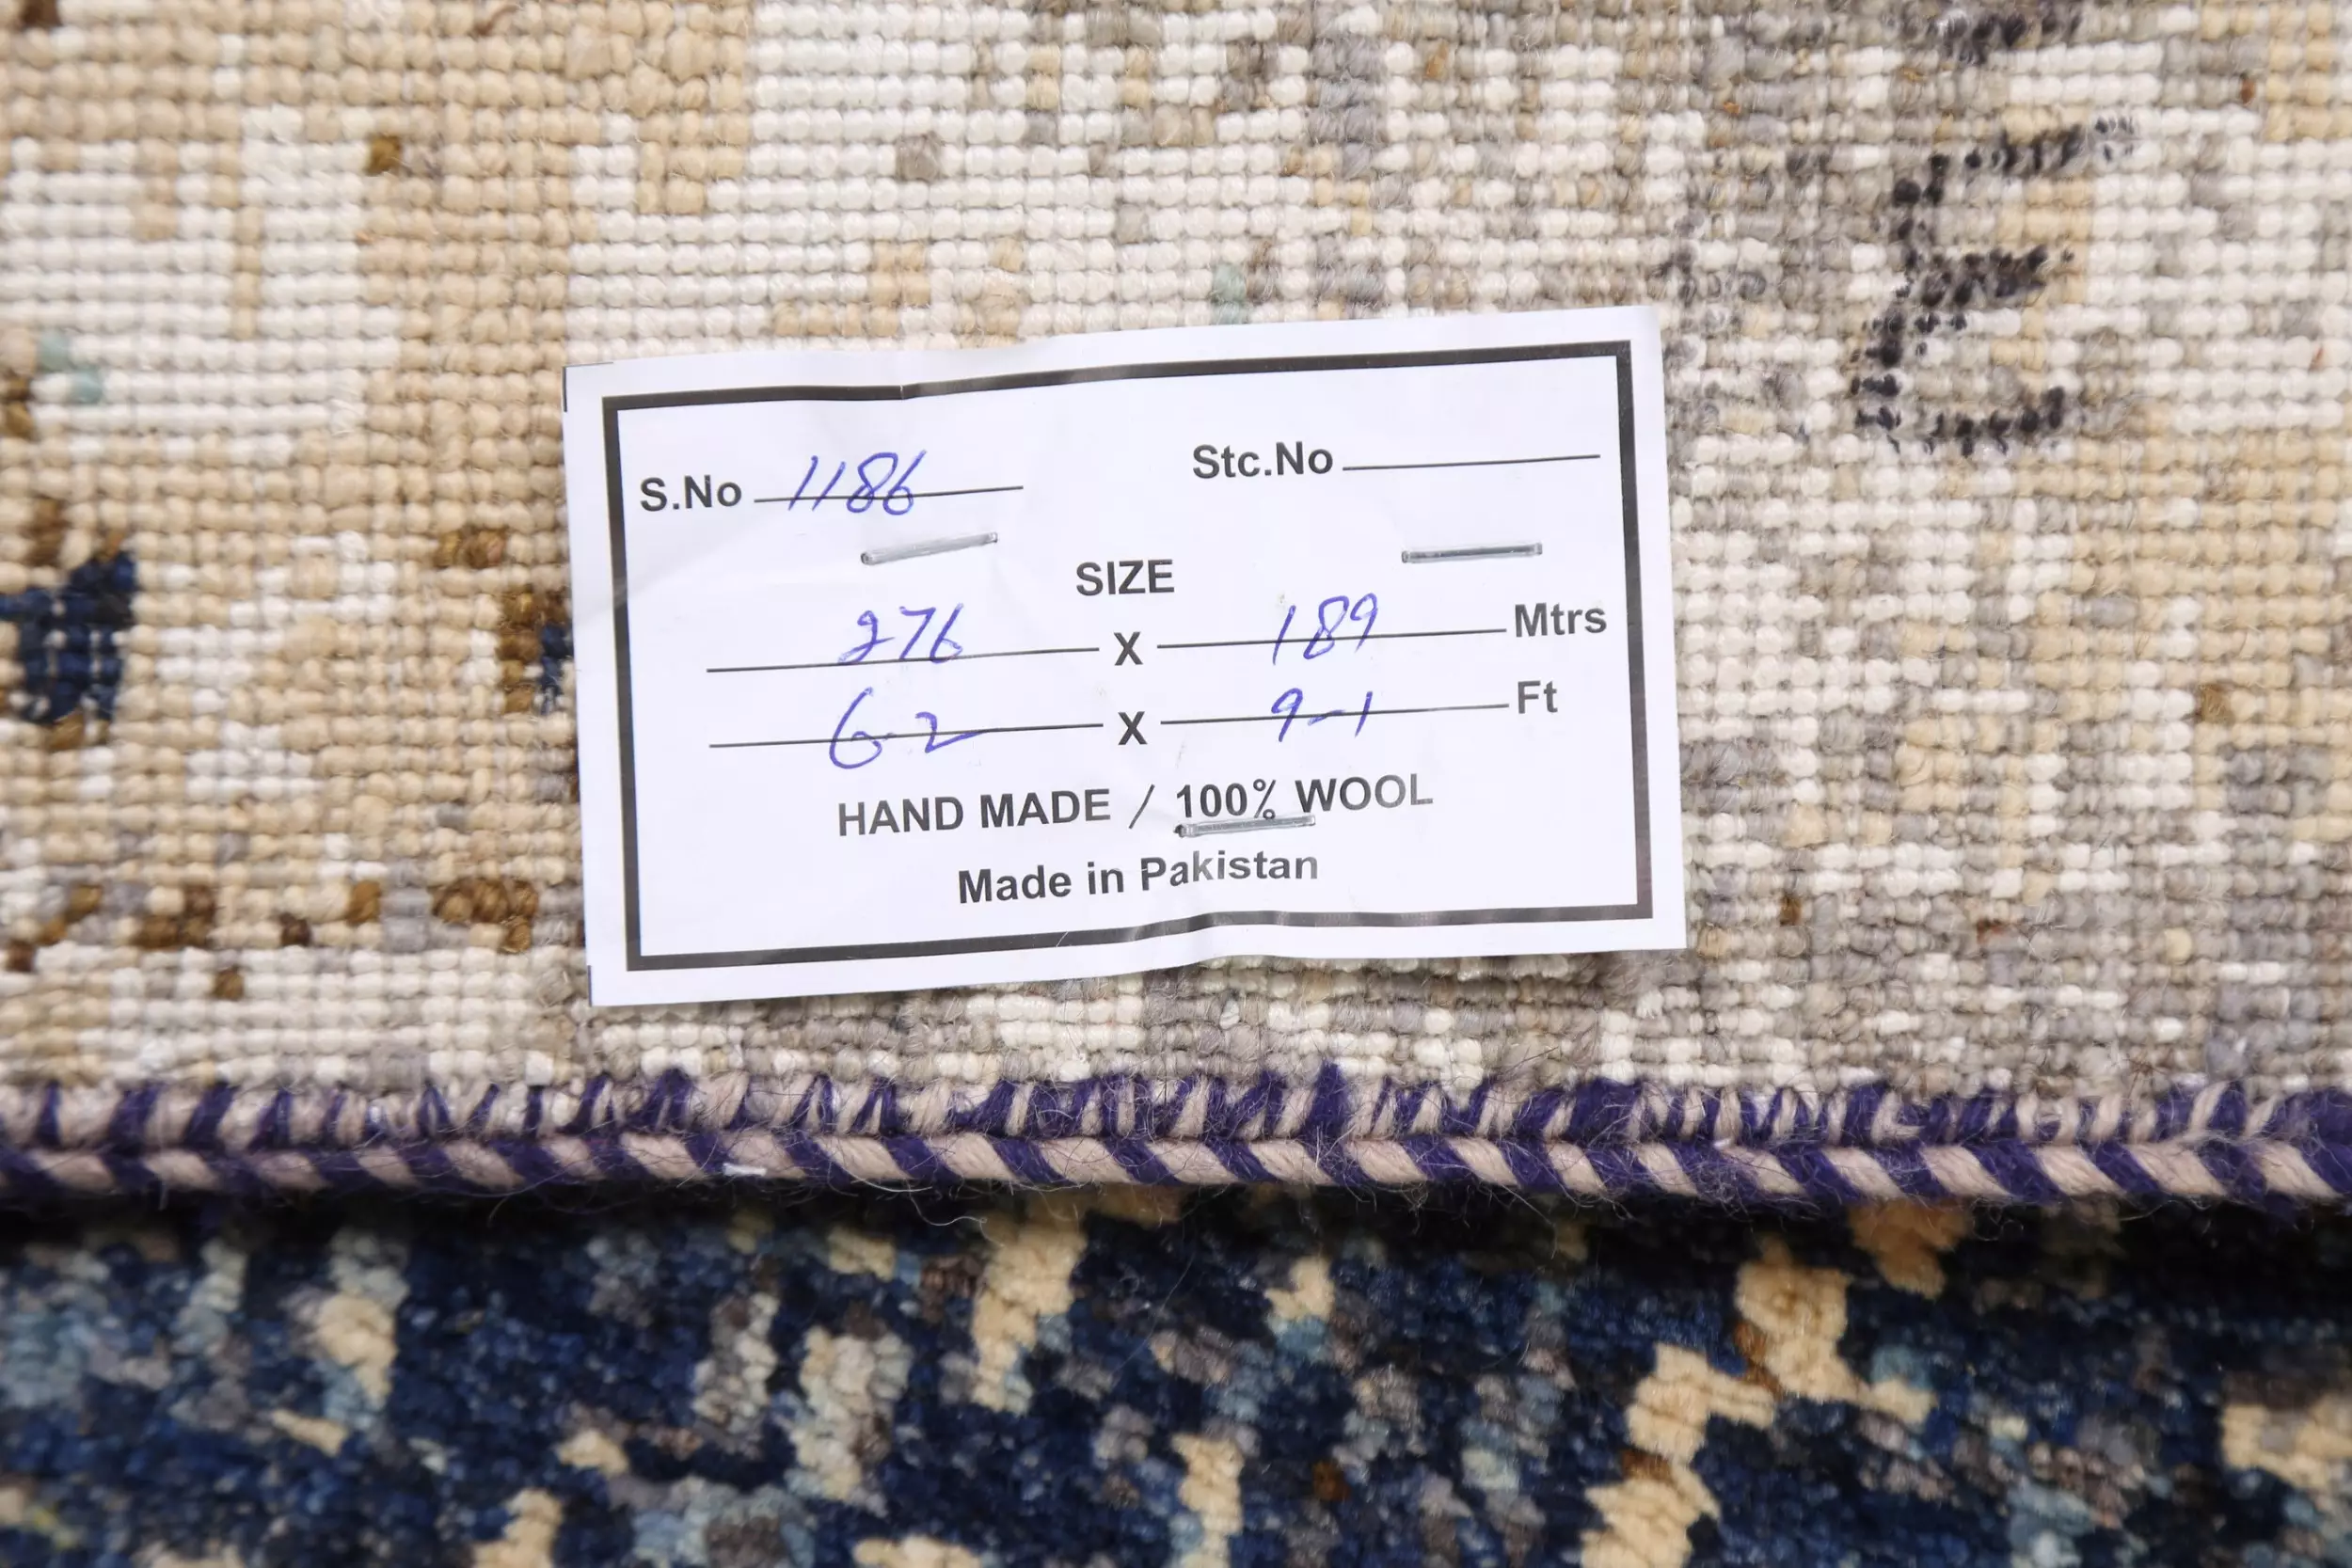 S.No 1186 Stc.No
SIZE
276 X 189 Mtrs
6-2 X 9-1 Ft
HAND MADE / 100% WOOL
Made in Pakistan